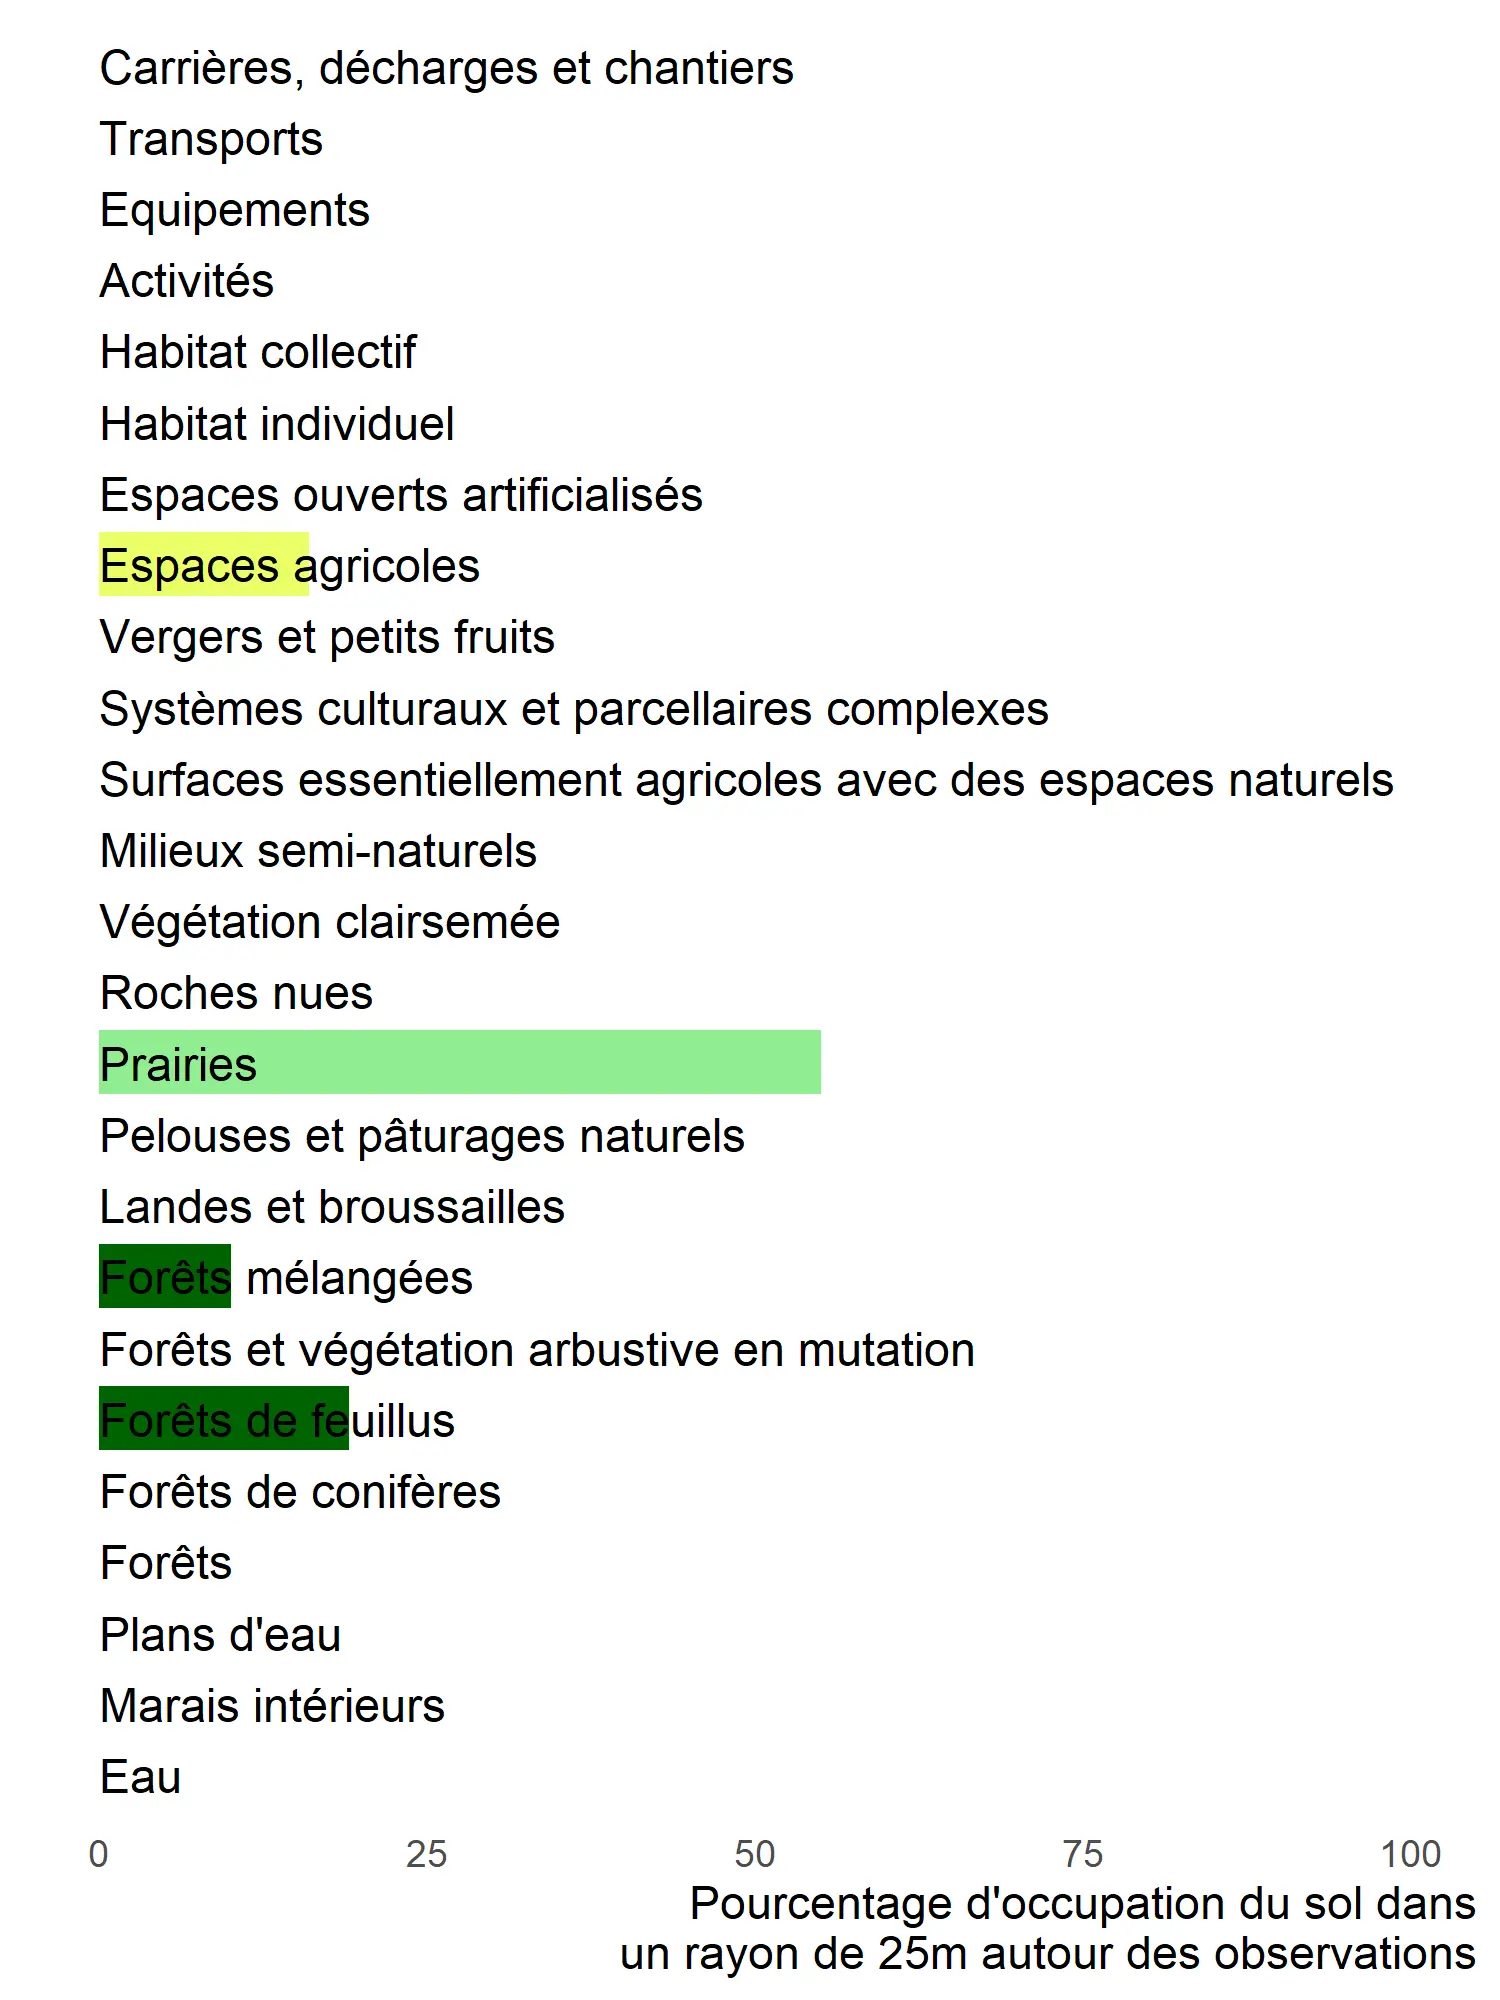 Carrières, décharges et chantiers
Transports
Equipements
Activités
Habitat collectif
Habitat individuel
Espaces ouverts artificialisés
Espaces agricoles
Vergers et petits fruits
Systèmes culturaux et parcellaires complexes
Surfaces essentiellement agricoles avec des espaces naturels
Milieux semi-naturels
Végétation clairsemée
Roches nues
Prairies
Pelouses et pâturages naturels
Landes et broussailles
Forêts mélangées
Forêts et végétation arbustive en mutation
Forêts de feuillus
Forêts de conifères
Forêts
Plans d'eau
Marais intérieurs
Eau
0 25 50 75 100
Pourcentage d'occupation du sol dans
un rayon de 25m autour des observations